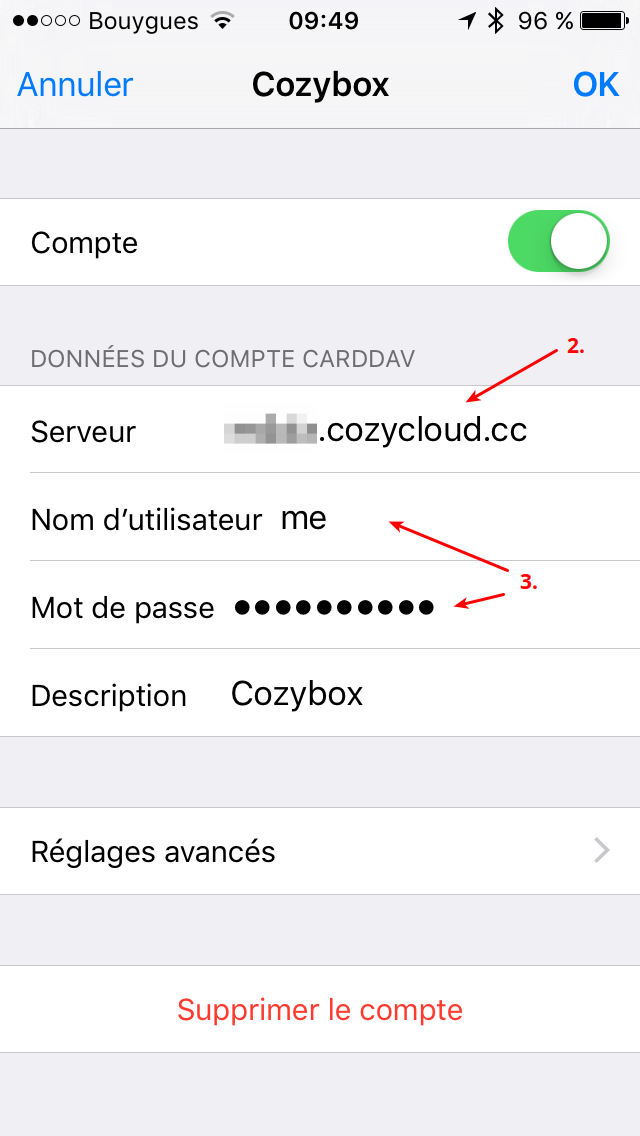 Bouygues 09:49 96 %
Annuler Cozybox OK
Compte
DONNÉES DU COMPTE CARDDAV
2.
Serveur .cozycloud.cc
Nom d’utilisateur me
3.
Mot de passe ●●●●●●●●●●
Description Cozybox
Réglages avancés
Supprimer le compte